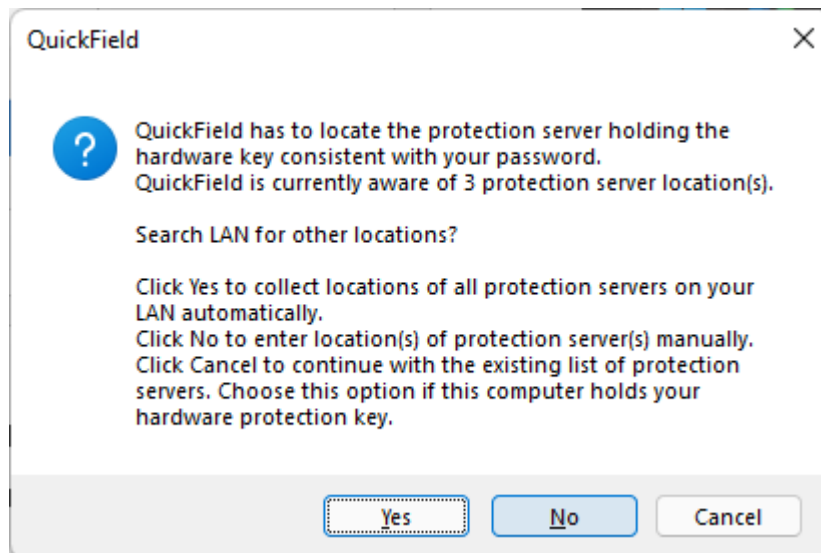 QuickField
QuickField has to locate the protection server holding the
hardware key consistent with your password.
QuickField is currently aware of 3 protection server location(s).
Search LAN for other locations?
Click Yes to collect locations of all protection servers on your
LAN automatically.
Click No to enter location(s) of protection server(s) manually.
Click Cancel to continue with the existing list of protection
servers. Choose this option if this computer holds your
hardware protection key.
Yes No Cancel